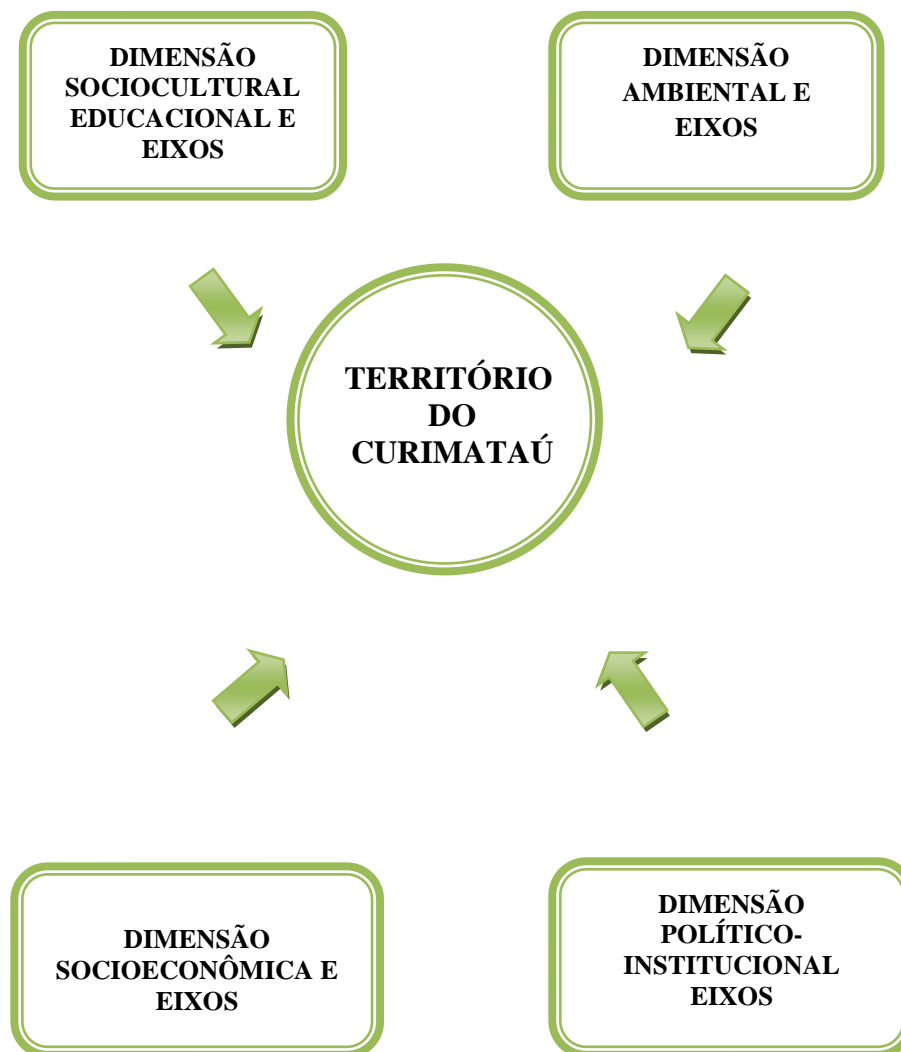 DIMENSÃO
SOCIOCULTURAL
EDUCACIONAL E
EIXOS
DIMENSÃO
AMBIENTAL E
EIXOS
TERRITÓRIO
DO
CURIMATAÚ
DIMENSÃO
SOCIOECONÔMICA E
EIXOS
DIMENSÃO
POLÍTICO-
INSTITUCIONAL
EIXOS